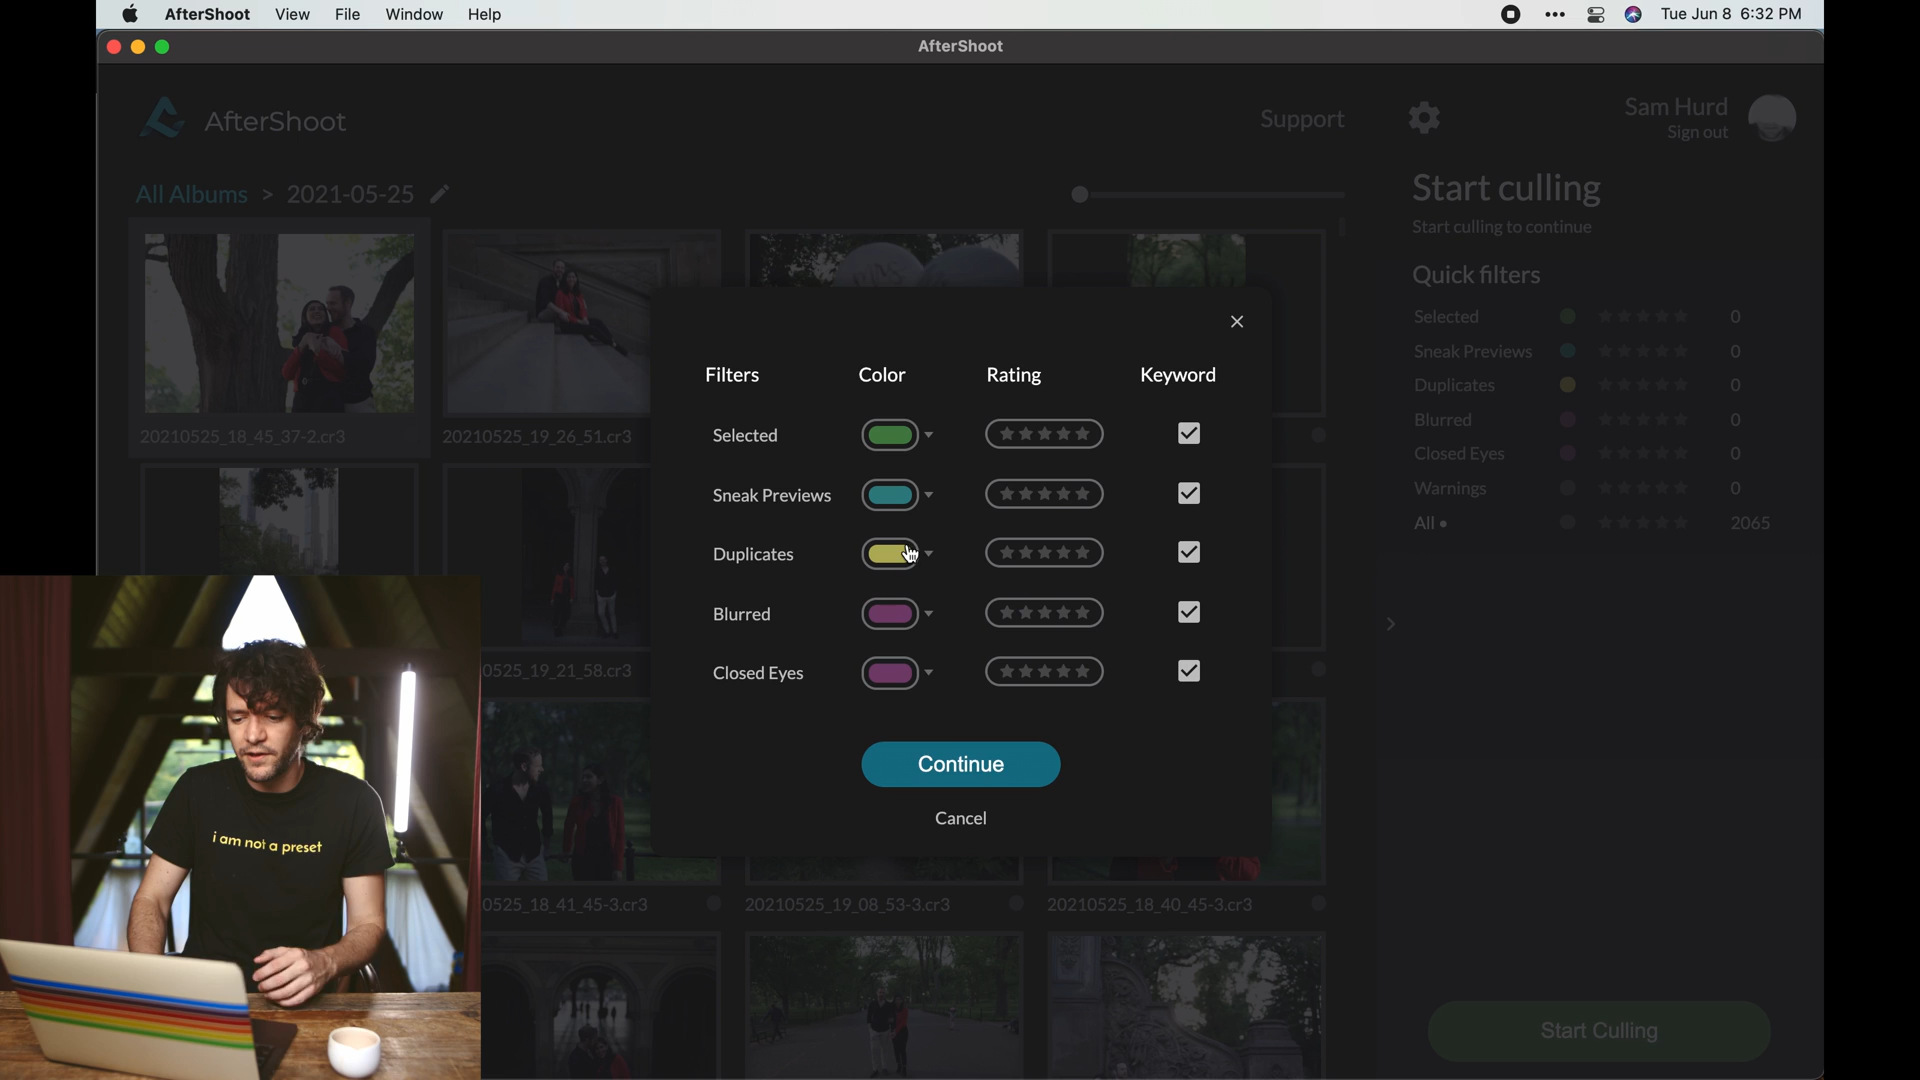 AfterShoot View File Window Help
Tue Jun 8 6:32 PM
AfterShoot
AfterShoot
Support
Sam Hurd
Sign out
All Albums > 2021-05-25
20210525_18_45_37-2.cr3
20210525_19_26_51.cr3
0525_19_21_58.cr3
0525_18_41_45-3.cr3
20210525_19_08_53-3.cr3
20210525_18_40_45-3.cr3
Filters Color Rating Keyword
Selected
Sneak Previews
Duplicates
Blurred
Closed Eyes
Continue
Cancel
Start culling
Start culling to continue
Quick filters
Selected 0
Sneak Previews 0
Duplicates 0
Blurred 0
Closed Eyes 0
Warnings 0
All • 2065
Start Culling
i am not a preset